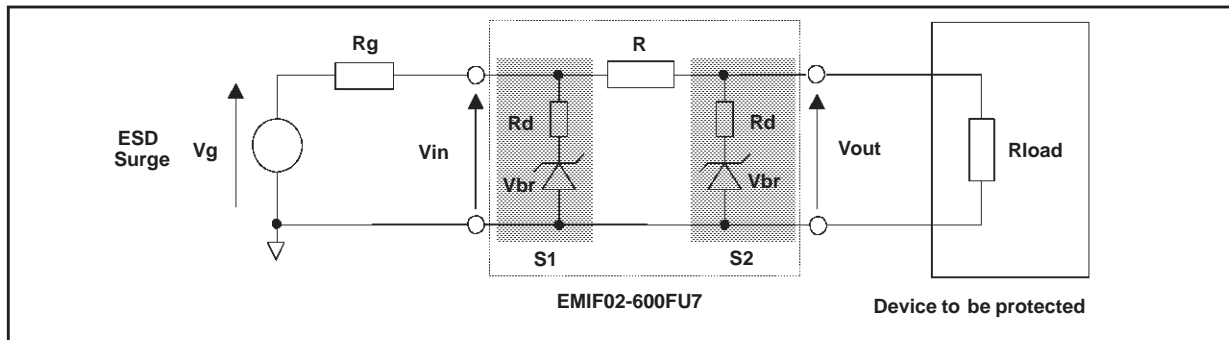 Rg
R
ESD
Surge
Vg
Vin
Rd
Vbr
Rd
Vbr
Vout
Rload
S1
S2
EMIF02-600FU7
Device to be protected